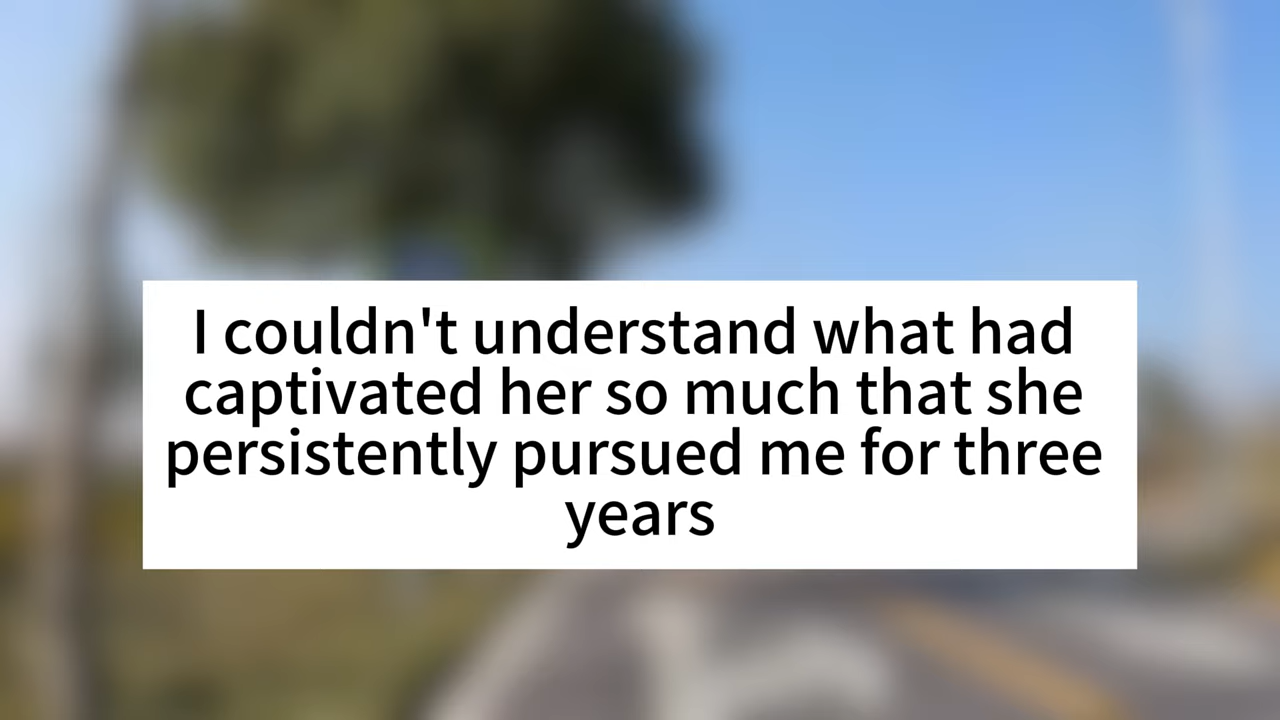 I couldn't understand what had
captivated her so much that she
persistently pursued me for three
years